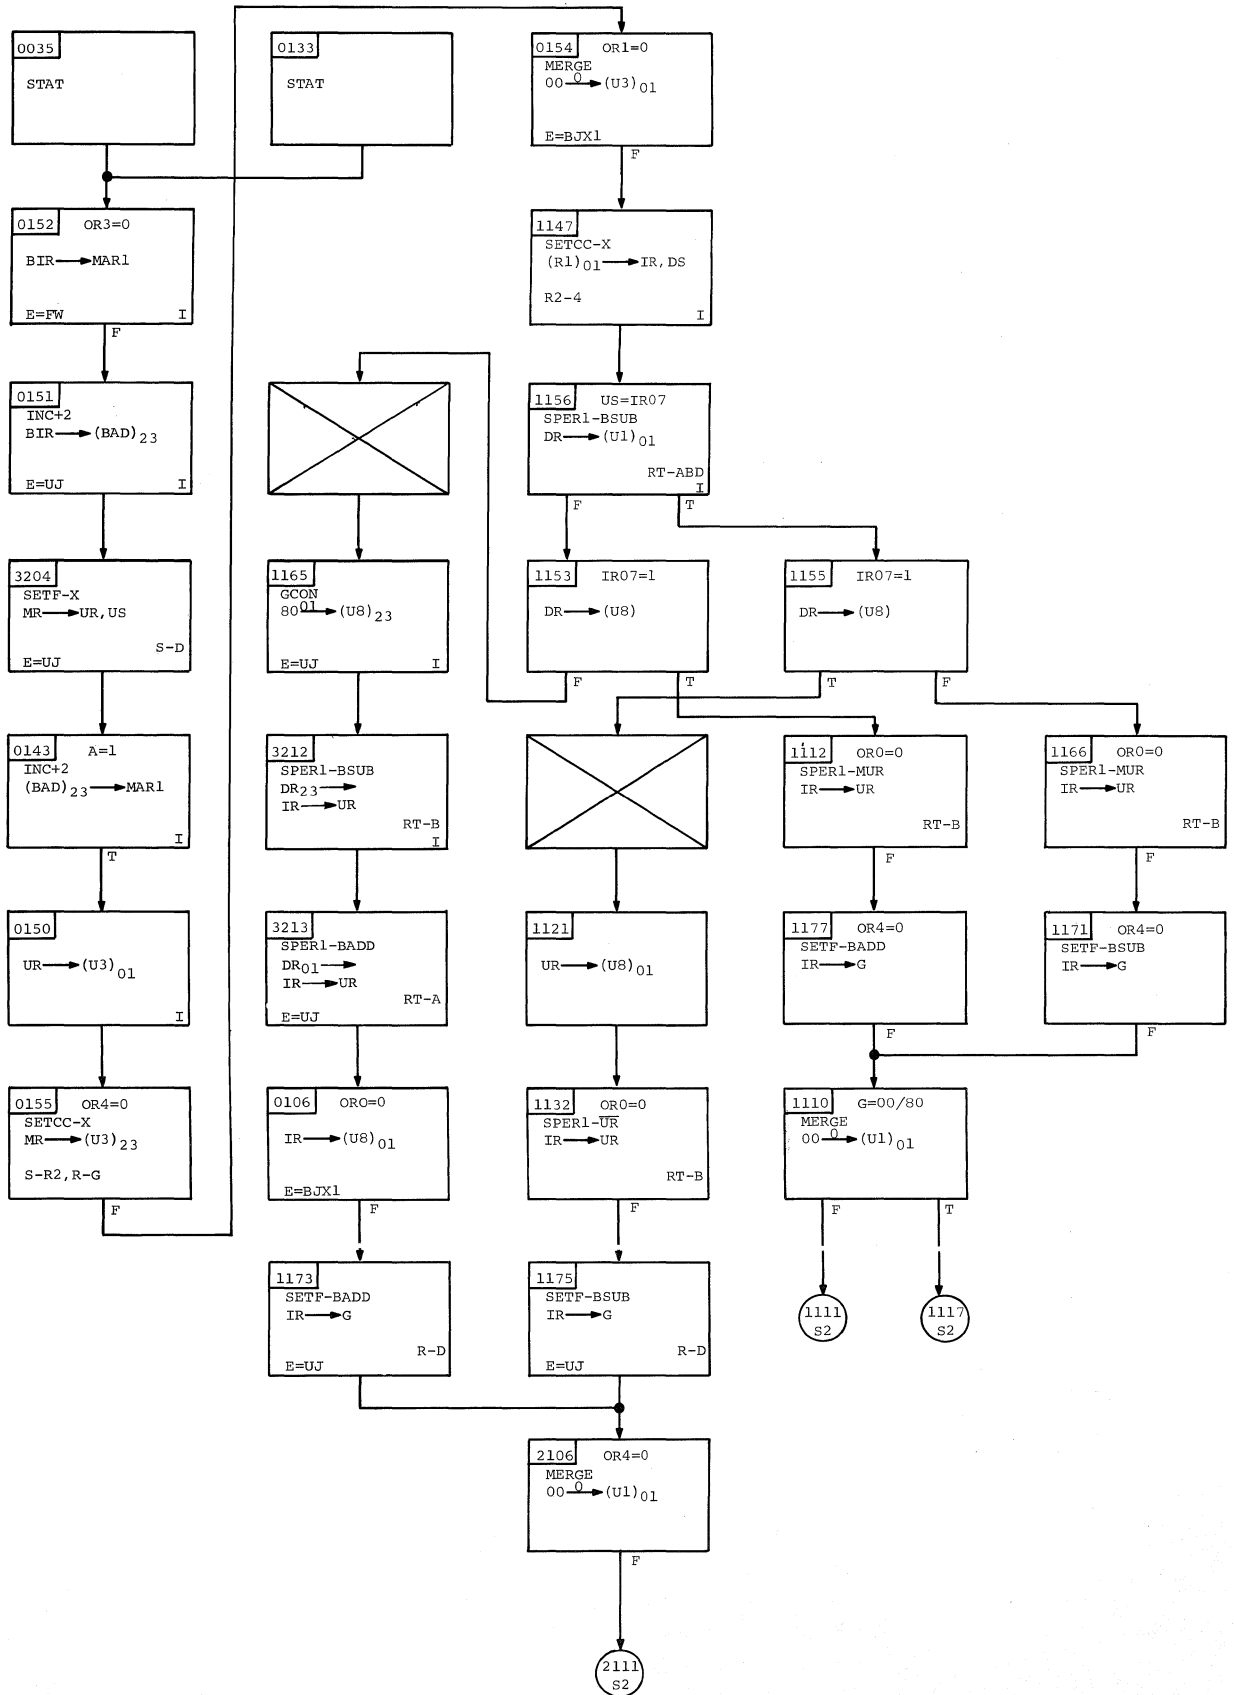 0035
STAT
0133
STAT
0154 OR1=0
MERGE
00 0 (U3)01
E=BJX1
F
0152 OR3=0
BIR MAR1
E=FW I
F
1147
SETCC-X
(R1)01 IR,DS
R2-4
I
0151
INC+2
BIR (BAD)23
E=UJ I
1156 US=IR07
SPER1-BSUB
DR (U1)01
RT-ABD
I
F T
3204
SETF-X
MR UR,US
S-D
E=UJ
1165
GCON
80 01 (U8)23
E=UJ I
1153 IR07=1
DR (U8)
F T
1155 IR07=1
DR (U8)
T F
0143 A=1
INC+2
(BAD)23 MAR1
I
T
3212
SPER1-BSUB
DR23
IR UR
RT-B
I
1112 OR0=0
SPER1-MUR
IR UR
RT-B
F
1166 OR0=0
SPER1-MUR
IR UR
RT-B
F
0150
UR (U3)01
I
3213
SPER1-BADD
DR01
IR UR
RT-A
E=UJ
1121
UR (U8)01
1177 OR4=0
SETF-BADD
IR G
F
1171 OR4=0
SETF-BSUB
IR G
F
0155 OR4=0
SETCC-X
MR (U3)23
S-R2,R-G
F
0106 OR0=0
IR (U8)01
E=BJX1
F
1132 OR0=0
SPER1-U̅R̅
IR UR
RT-B
F
1110 G=00/80
MERGE
00 0 (U1)01
F T
1173
SETF-BADD
IR G
R-D
E=UJ
1175
SETF-BSUB
IR G
R-D
E=UJ
1111
S2
1117
S2
2106 OR4=0
MERGE
00 0 (U1)01
F
2111
S2